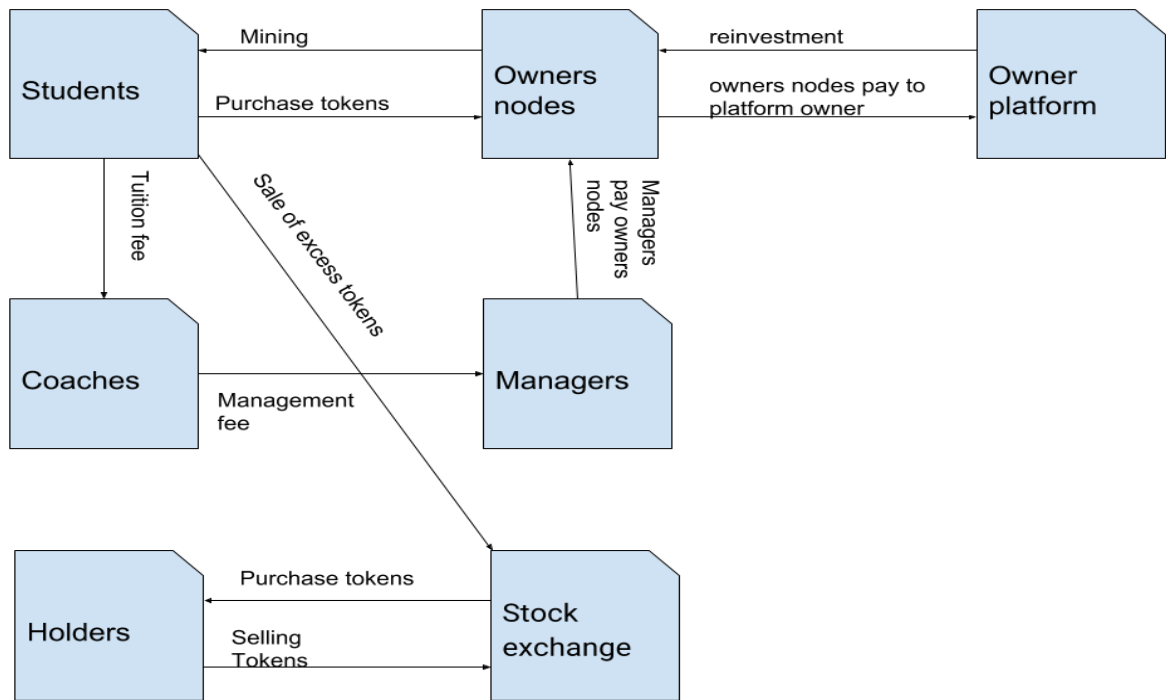 Mining
reinvestment
Students
Owners
nodes
Owner
platform
Purchase tokens
owners nodes pay to
platform owner
Tuition fee
Sale of excess tokens
Managers
pay owners
nodes
Coaches
Managers
Management
fee
Purchase tokens
Holders
Stock
exchange
Selling
Tokens